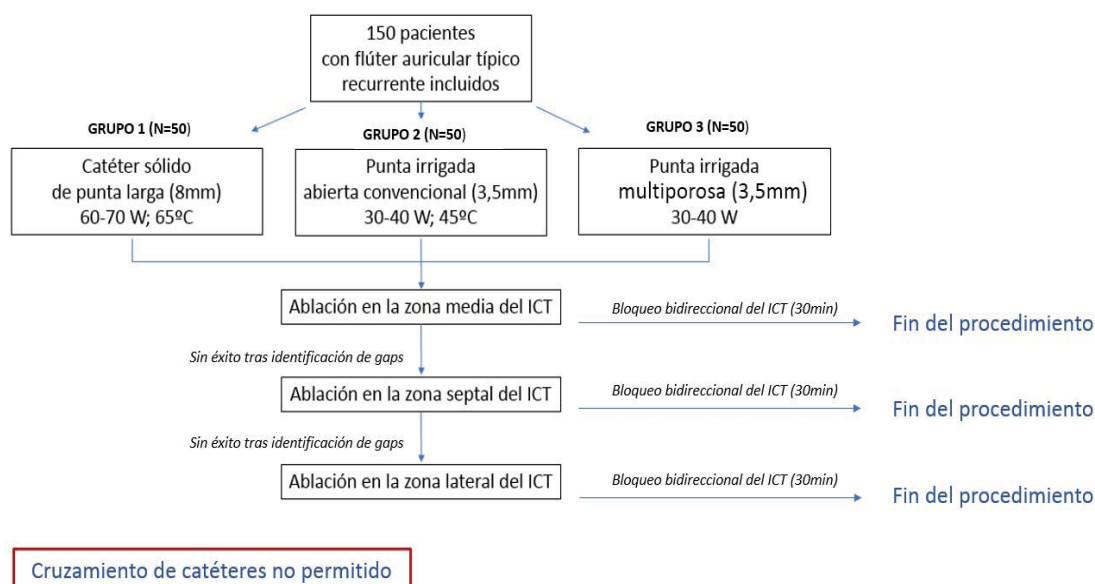 150 pacientes
con flúter auricular típico
recurrente incluidos
GRUPO 1 (N=50)
GRUPO 2 (N=50)
GRUPO 3 (N=50)
Catéter sólido
de punta larga (8mm)
60-70 W; 65ºC
Punta irrigada
abierta convencional (3,5mm)
30-40 W; 45ºC
Punta irrigada
multiporosa (3,5mm)
30-40 W
Ablación en la zona media del ICT
Bloqueo bidireccional del ICT (30min)
Fin del procedimiento
Sin éxito tras identificación de gaps
Ablación en la zona septal del ICT
Bloqueo bidireccional del ICT (30min)
Fin del procedimiento
Sin éxito tras identificación de gaps
Ablación en la zona lateral del ICT
Bloqueo bidireccional del ICT (30min)
Fin del procedimiento
Cruzamiento de catéteres no permitido